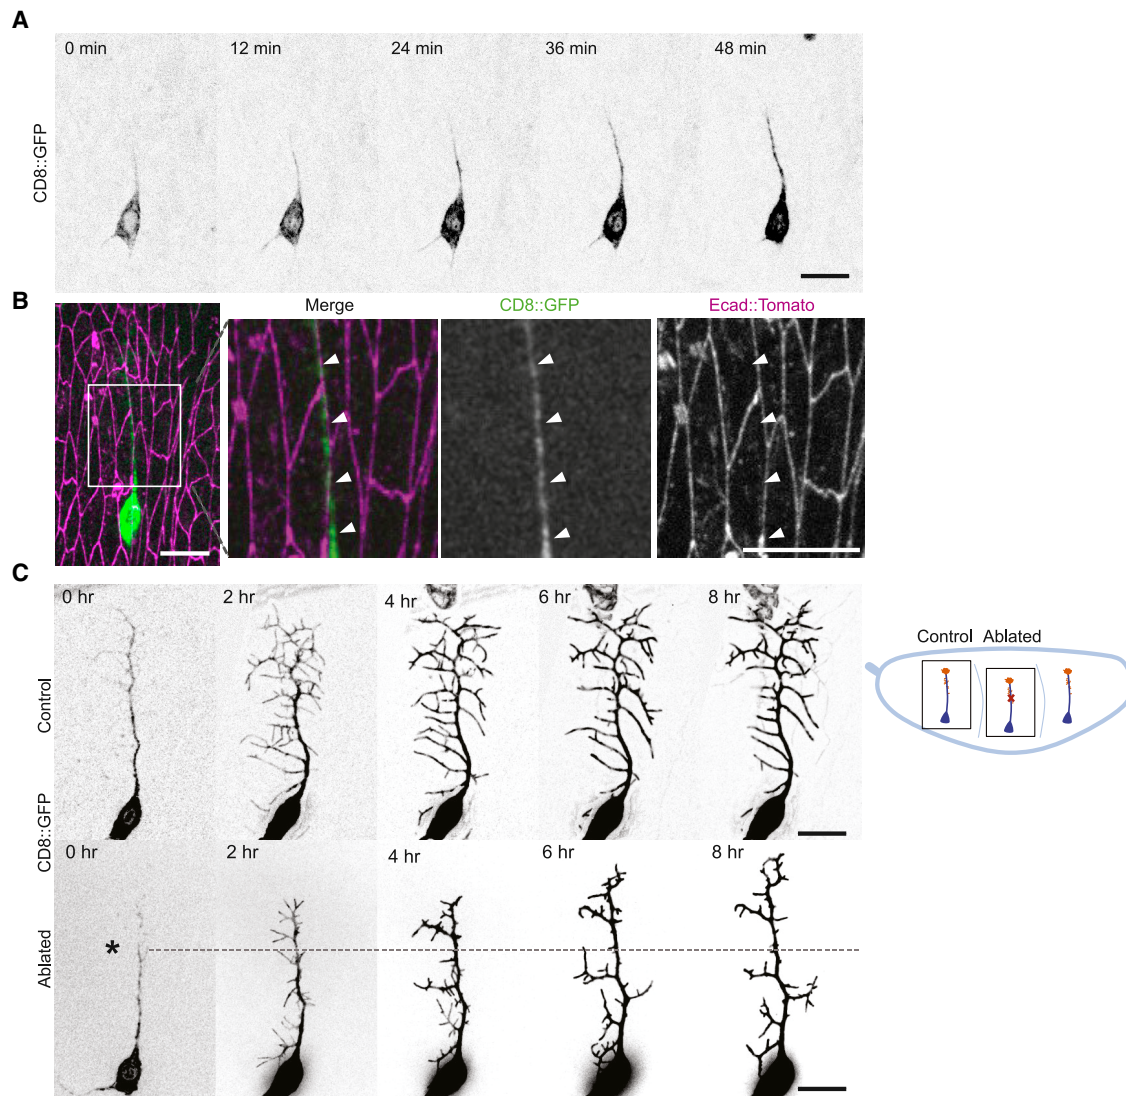 A
0 min 12 min 24 min 36 min 48 min
CD8::GFP
B
Merge CD8::GFP Ecad::Tomato
C
0 hr 2 hr 4 hr 6 hr 8 hr
Control
Control Ablated
CD8::GFP
0 hr 2 hr 4 hr 6 hr 8 hr
Ablated
*